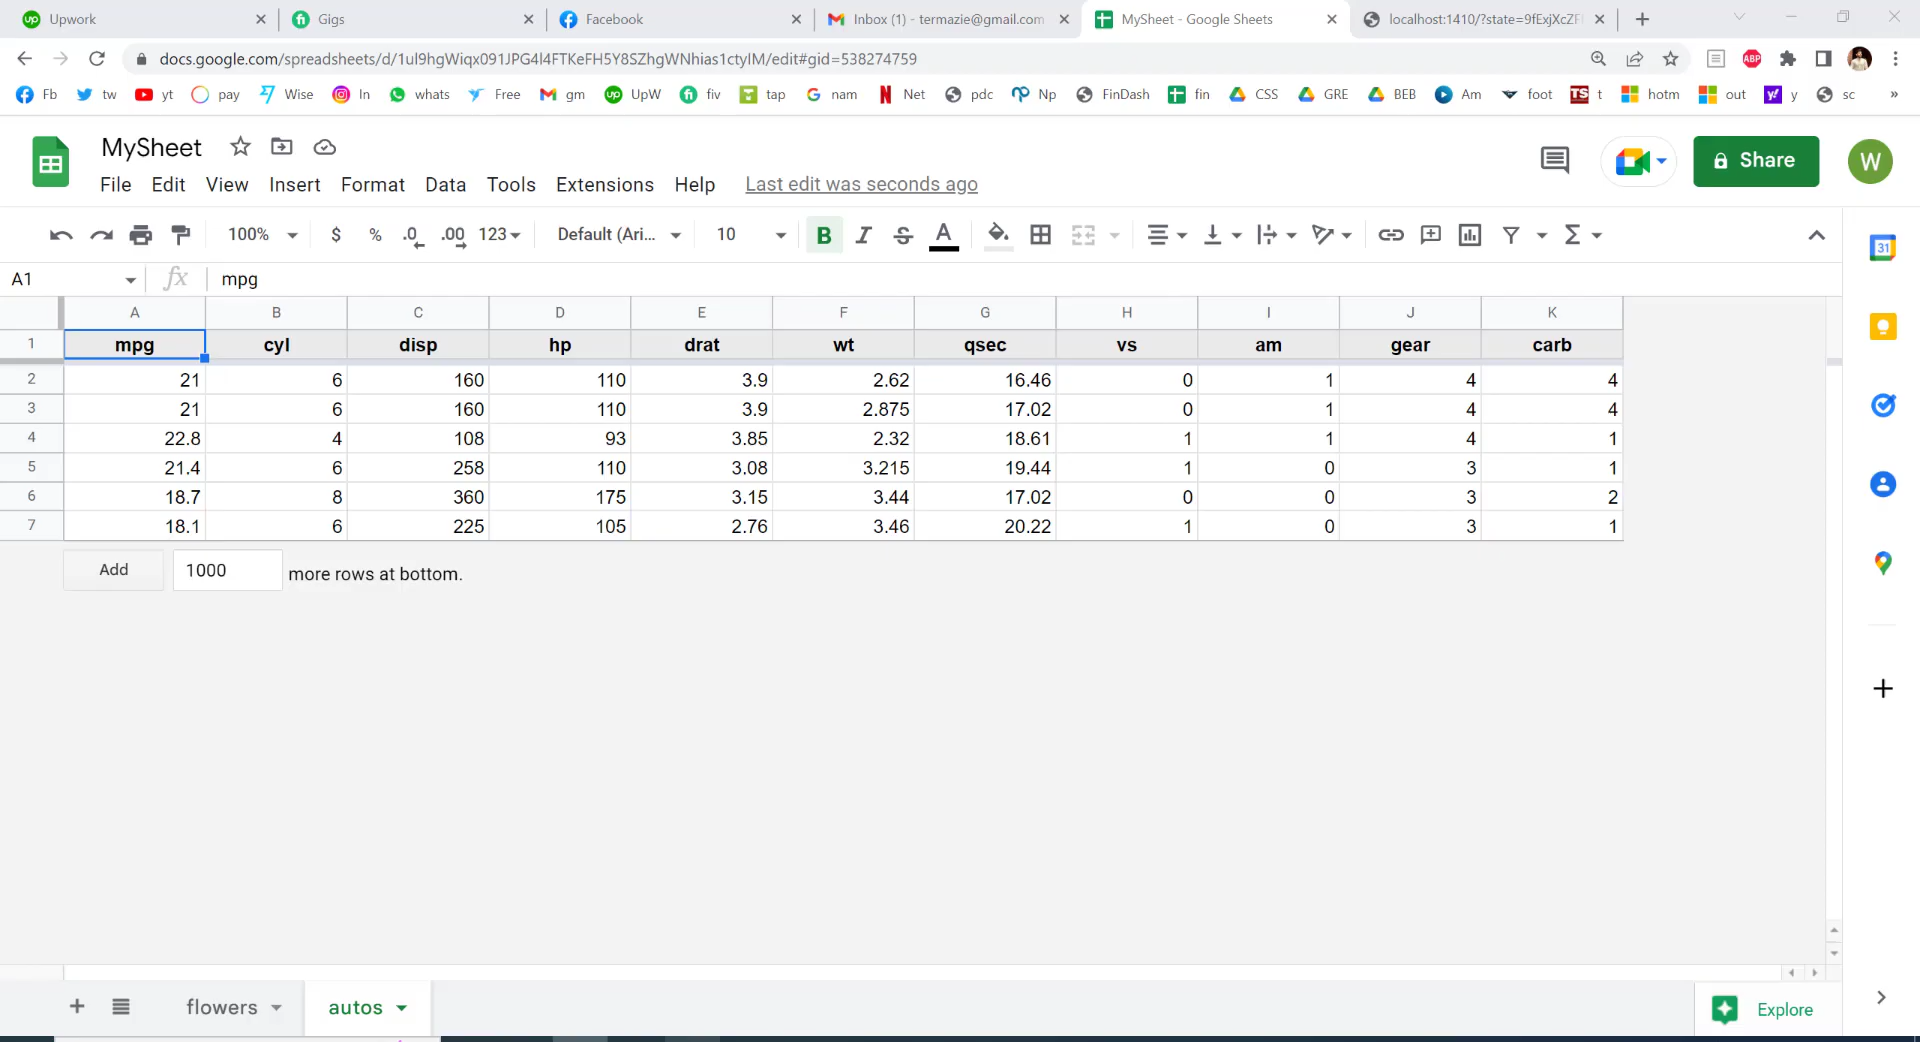 Upwork Gigs Facebook Inbox (1) - termazie@gmail.com MySheet - Google Sheets localhost:1410/?state=9fExjXcZF
docs.google.com/spreadsheets/d/1ul9hgWiqx091JPG4l4FTKeFH5Y8SZhgWNhias1ctyIM/edit#gid=538274759 ABP
Fb tw yt pay Wise In whats Free gm UpW fiv tap nam Net pdc Np FinDash fin CSS GRE BEB Am foot t hotm out y sc »
MySheet
Share W
File Edit View Insert Format Data Tools Extensions Help Last edit was seconds ago
100% $ % .0 .00 123 Default (Ari... 10 B I S A Σ
31
A1 fx mpg
A B C D E F G H I J K
1 mpg cyl disp hp drat wt qsec vs am gear carb
2 21 6 160 110 3.9 2.62 16.46 0 1 4 4
3 21 6 160 110 3.9 2.875 17.02 0 1 4 4
4 22.8 4 108 93 3.85 2.32 18.61 1 1 4 1
5 21.4 6 258 110 3.08 3.215 19.44 1 0 3 1
6 18.7 8 360 175 3.15 3.44 17.02 0 0 3 2
7 18.1 6 225 105 2.76 3.46 20.22 1 0 3 1
Add 1000 more rows at bottom.
flowers autos Explore